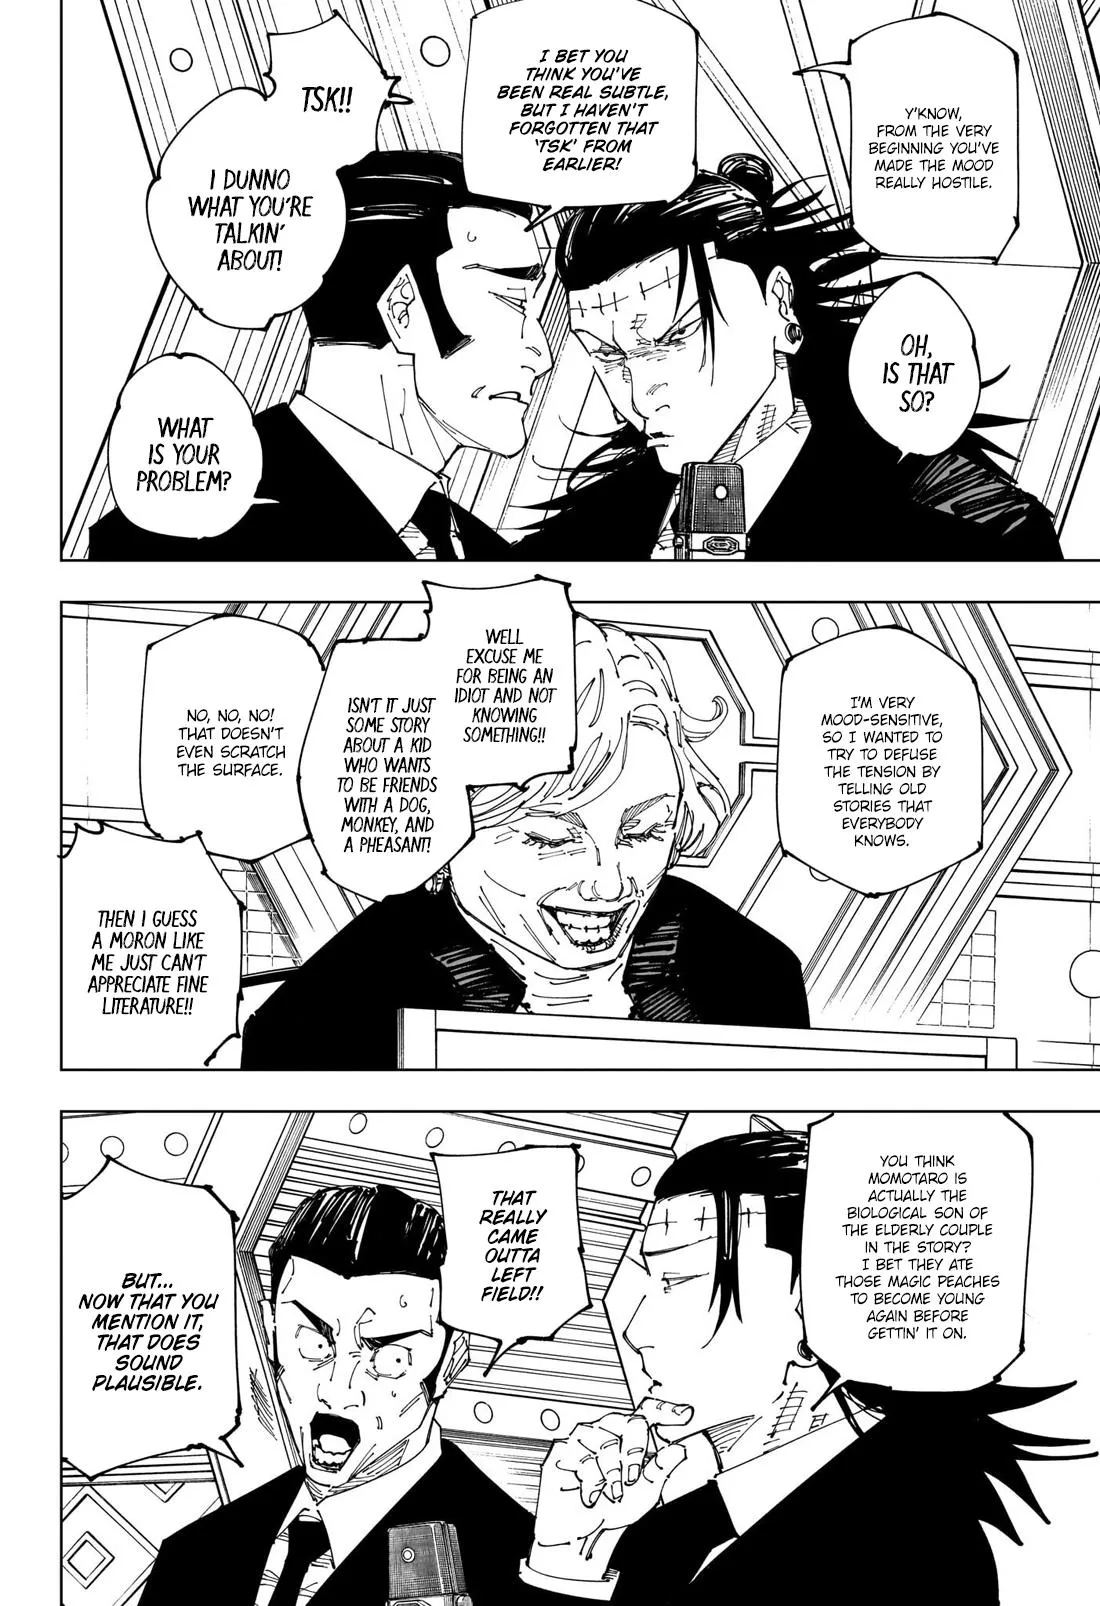 Y'KNOW,
FROM THE VERY
BEGINNING YOU'VE
MADE THE MOOD
REALLY HOSTILE.
OH,
IS THAT
SO?
I BET YOU
THINK YOU'VE
BEEN REAL SUBTLE,
BUT I HAVEN'T
FORGOTTEN THAT
'TSK' FROM
EARLIER!
TSK!!
I DUNNO
WHAT YOU'RE
TALKIN'
ABOUT!
WHAT
IS YOUR
PROBLEM?
I'M VERY
MOOD-SENSITIVE,
SO I WANTED TO
TRY TO DEFUSE
THE TENSION BY
TELLING OLD
STORIES THAT
EVERYBODY
KNOWS.
WELL
EXCUSE ME
FOR BEING AN
IDIOT AND NOT
KNOWING
SOMETHING!!
ISN'T IT JUST
SOME STORY
ABOUT A KID
WHO WANTS
TO BE FRIENDS
WITH A DOG,
MONKEY, AND
A PHEASANT!
NO, NO, NO!
THAT DOESN'T
EVEN SCRATCH
THE SURFACE.
THEN I GUESS
A MORON LIKE
ME JUST CAN'T
APPRECIATE FINE
LITERATURE!!
YOU THINK
MOMOTARO IS
ACTUALLY THE
BIOLOGICAL SON OF
THE ELDERLY COUPLE
IN THE STORY?
I BET THEY ATE
THOSE MAGIC PEACHES
TO BECOME YOUNG
AGAIN BEFORE
GETTIN' IT ON.
THAT
REALLY
CAME
OUTTA
LEFT
FIELD!!
BUT...
NOW THAT YOU
MENTION IT,
THAT DOES
SOUND
PLAUSIBLE.